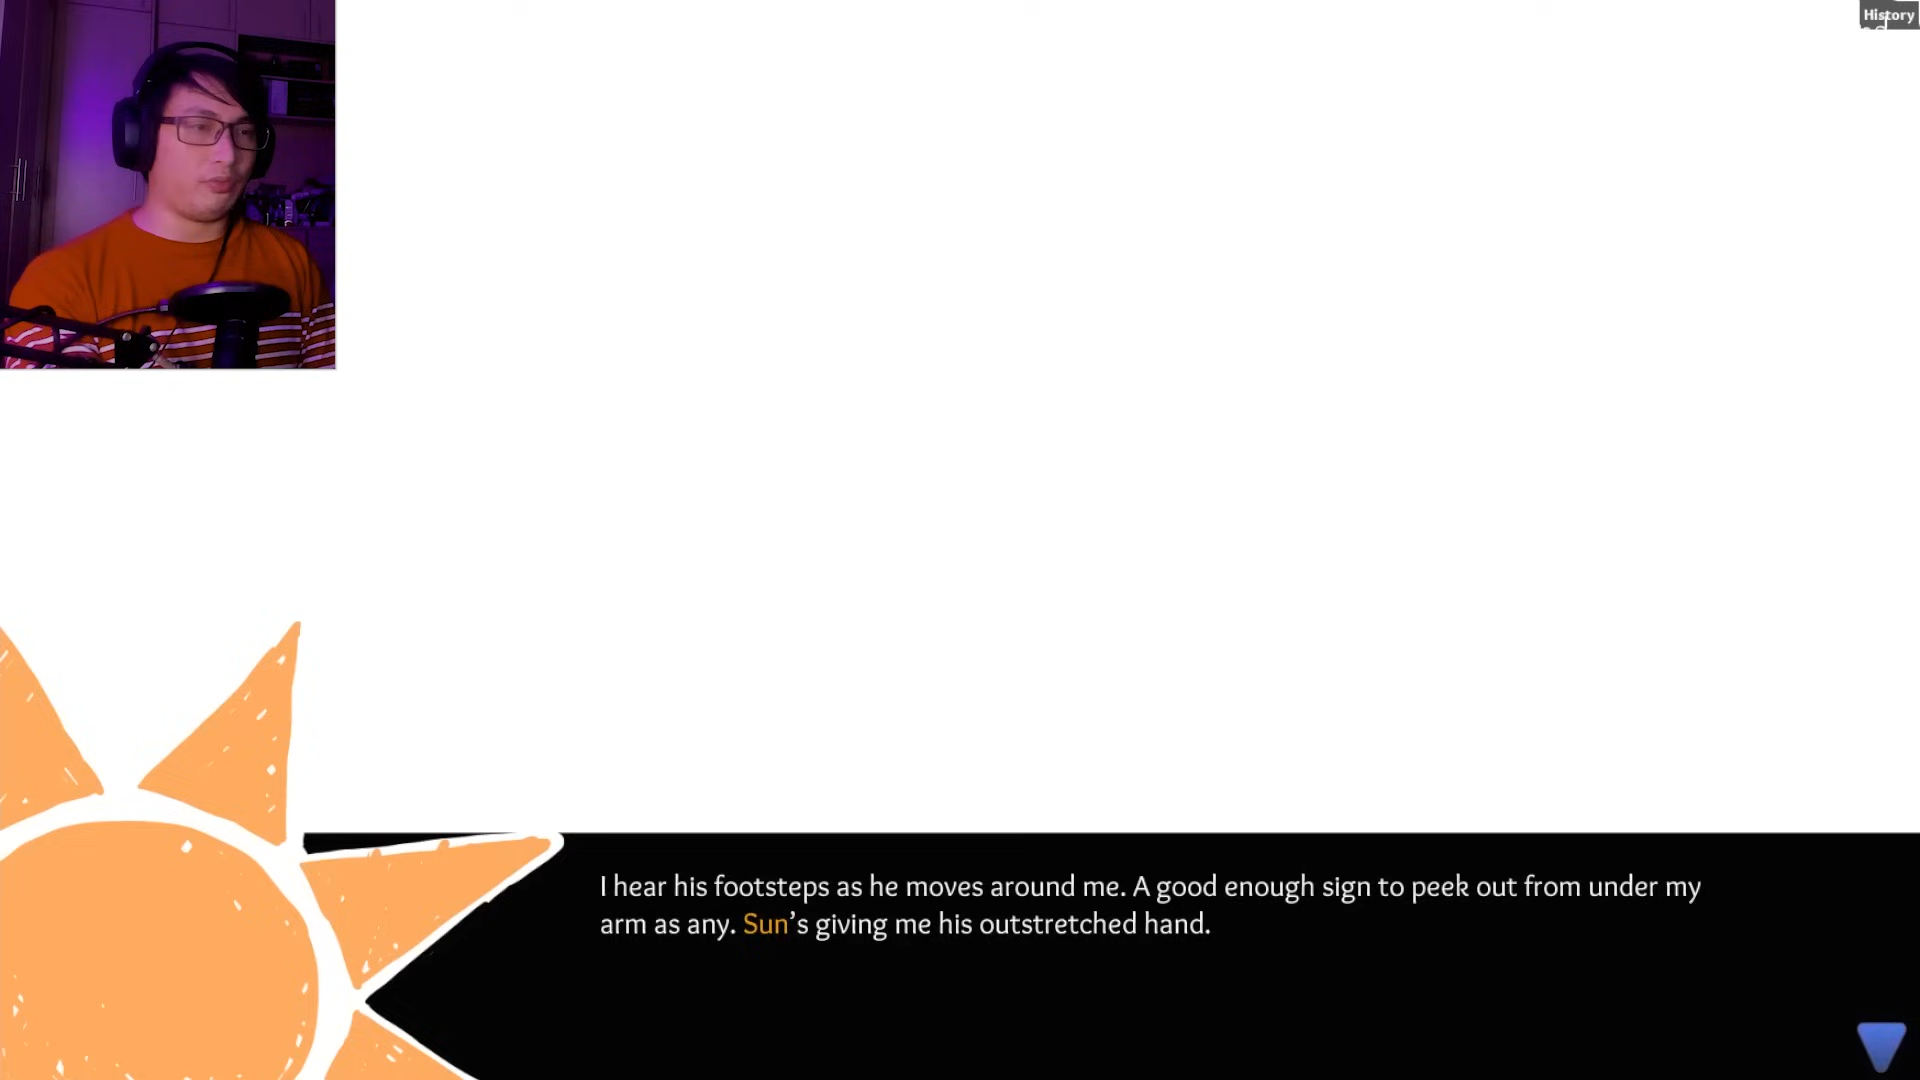 History
I hear his footsteps as he moves around me. A good enough sign to peek out from under my
arm as any. Sun’s giving me his outstretched hand.